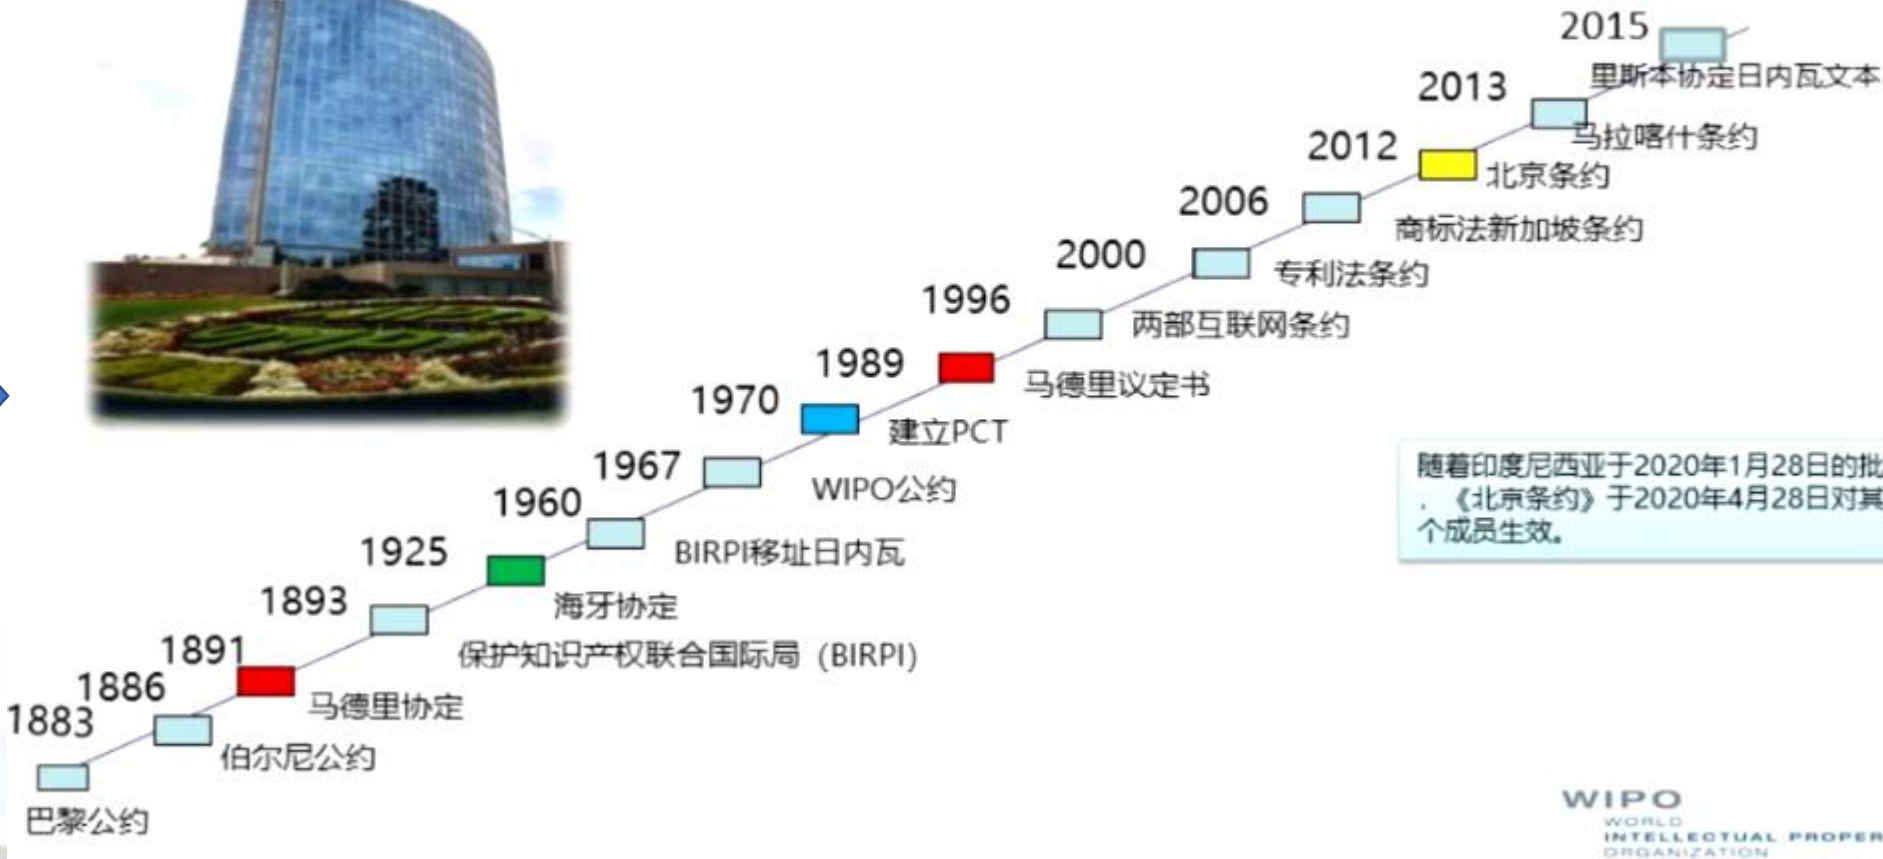 2015
里斯本协定日内瓦文本
2013
马拉喀什条约
2012
北京条约
2006
商标法新加坡条约
2000
专利法条约
1996
两部互联网条约
1989
马德里议定书
1970
建立PCT
1967
WIPO公约
1960
BIRPI移址日内瓦
1925
海牙协定
1893
保护知识产权联合国际局（BIRPI）
1891
马德里协定
1886
伯尔尼公约
1883
巴黎公约
随着印度尼西亚于2020年1月28日的批
，《北京条约》于2020年4月28日对其
个成员生效。
WIPO
WORLD
INTELLECTUAL PROPER
ORGANIZATION